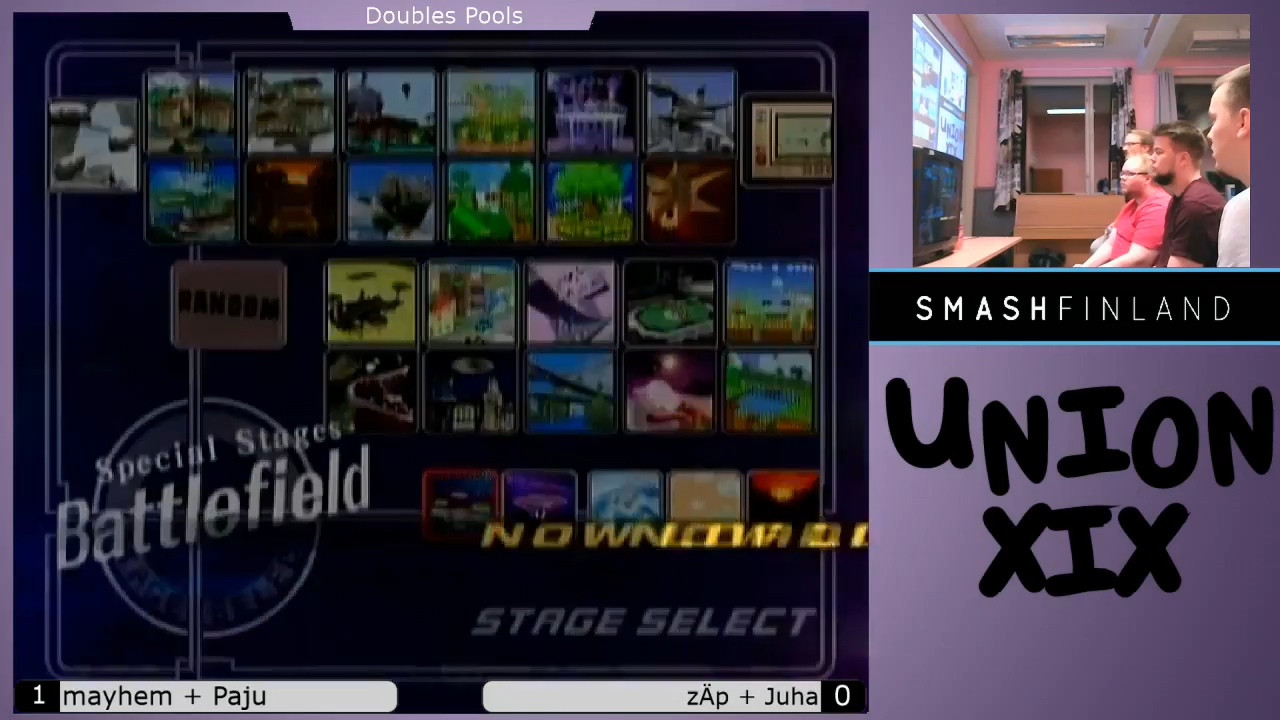 Doubles Pools
RANDOM
Special Stages
Battlefield
STAGE SELECT
1 mayhem + Paju
zÄp + Juha 0
SMASHFINLAND
UNION
XIX